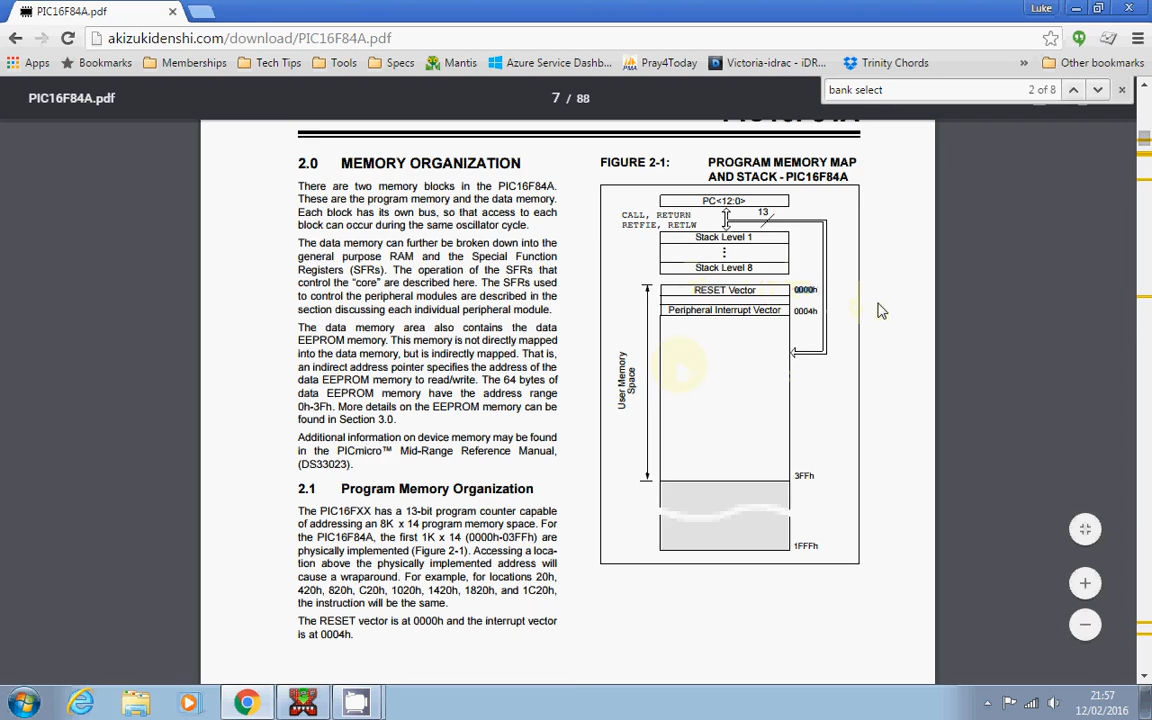 PIC16F84A.pdf
Luke
akizukidenshi.com/download/PIC16F84A.pdf
Apps
Bookmarks
Memberships
Tech Tips
Tools
Specs
Mantis
Azure Service Dashb...
Pray4Today
Victoria-idrac - iDR...
Trinity Chords
»
Other bookmarks
PIC16F84A.pdf
7 / 88
bank select
2 of 8
2.0 MEMORY ORGANIZATION
There are two memory blocks in the PIC16F84A.
These are the program memory and the data memory.
Each block has its own bus, so that access to each
block can occur during the same oscillator cycle.
The data memory can further be broken down into the
general purpose RAM and the Special Function
Registers (SFRs). The operation of the SFRs that
control the “core” are described here. The SFRs used
to control the peripheral modules are described in the
section discussing each individual peripheral module.
The data memory area also contains the data
EEPROM memory. This memory is not directly mapped
into the data memory, but is indirectly mapped. That is,
an indirect address pointer specifies the address of the
data EEPROM memory to read/write. The 64 bytes of
data EEPROM memory have the address range
0h-3Fh. More details on the EEPROM memory can be
found in Section 3.0.
Additional information on device memory may be found
in the PICmicro™ Mid-Range Reference Manual,
(DS33023).
2.1 Program Memory Organization
The PIC16FXX has a 13-bit program counter capable
of addressing an 8K x 14 program memory space. For
the PIC16F84A, the first 1K x 14 (0000h-03FFh) are
physically implemented (Figure 2-1). Accessing a loca-
tion above the physically implemented address will
cause a wraparound. For example, for locations 20h,
420h, 820h, C20h, 1020h, 1420h, 1820h, and 1C20h,
the instruction will be the same.
The RESET vector is at 0000h and the interrupt vector
is at 0004h.
FIGURE 2-1: PROGRAM MEMORY MAP
AND STACK - PIC16F84A
PC<12:0>
CALL, RETURN
RETFIE, RETLW
13
Stack Level 1
Stack Level 8
RESET Vector
0000h
Peripheral Interrupt Vector
0004h
User Memory
Space
3FFh
1FFFh
21:57
12/02/2016